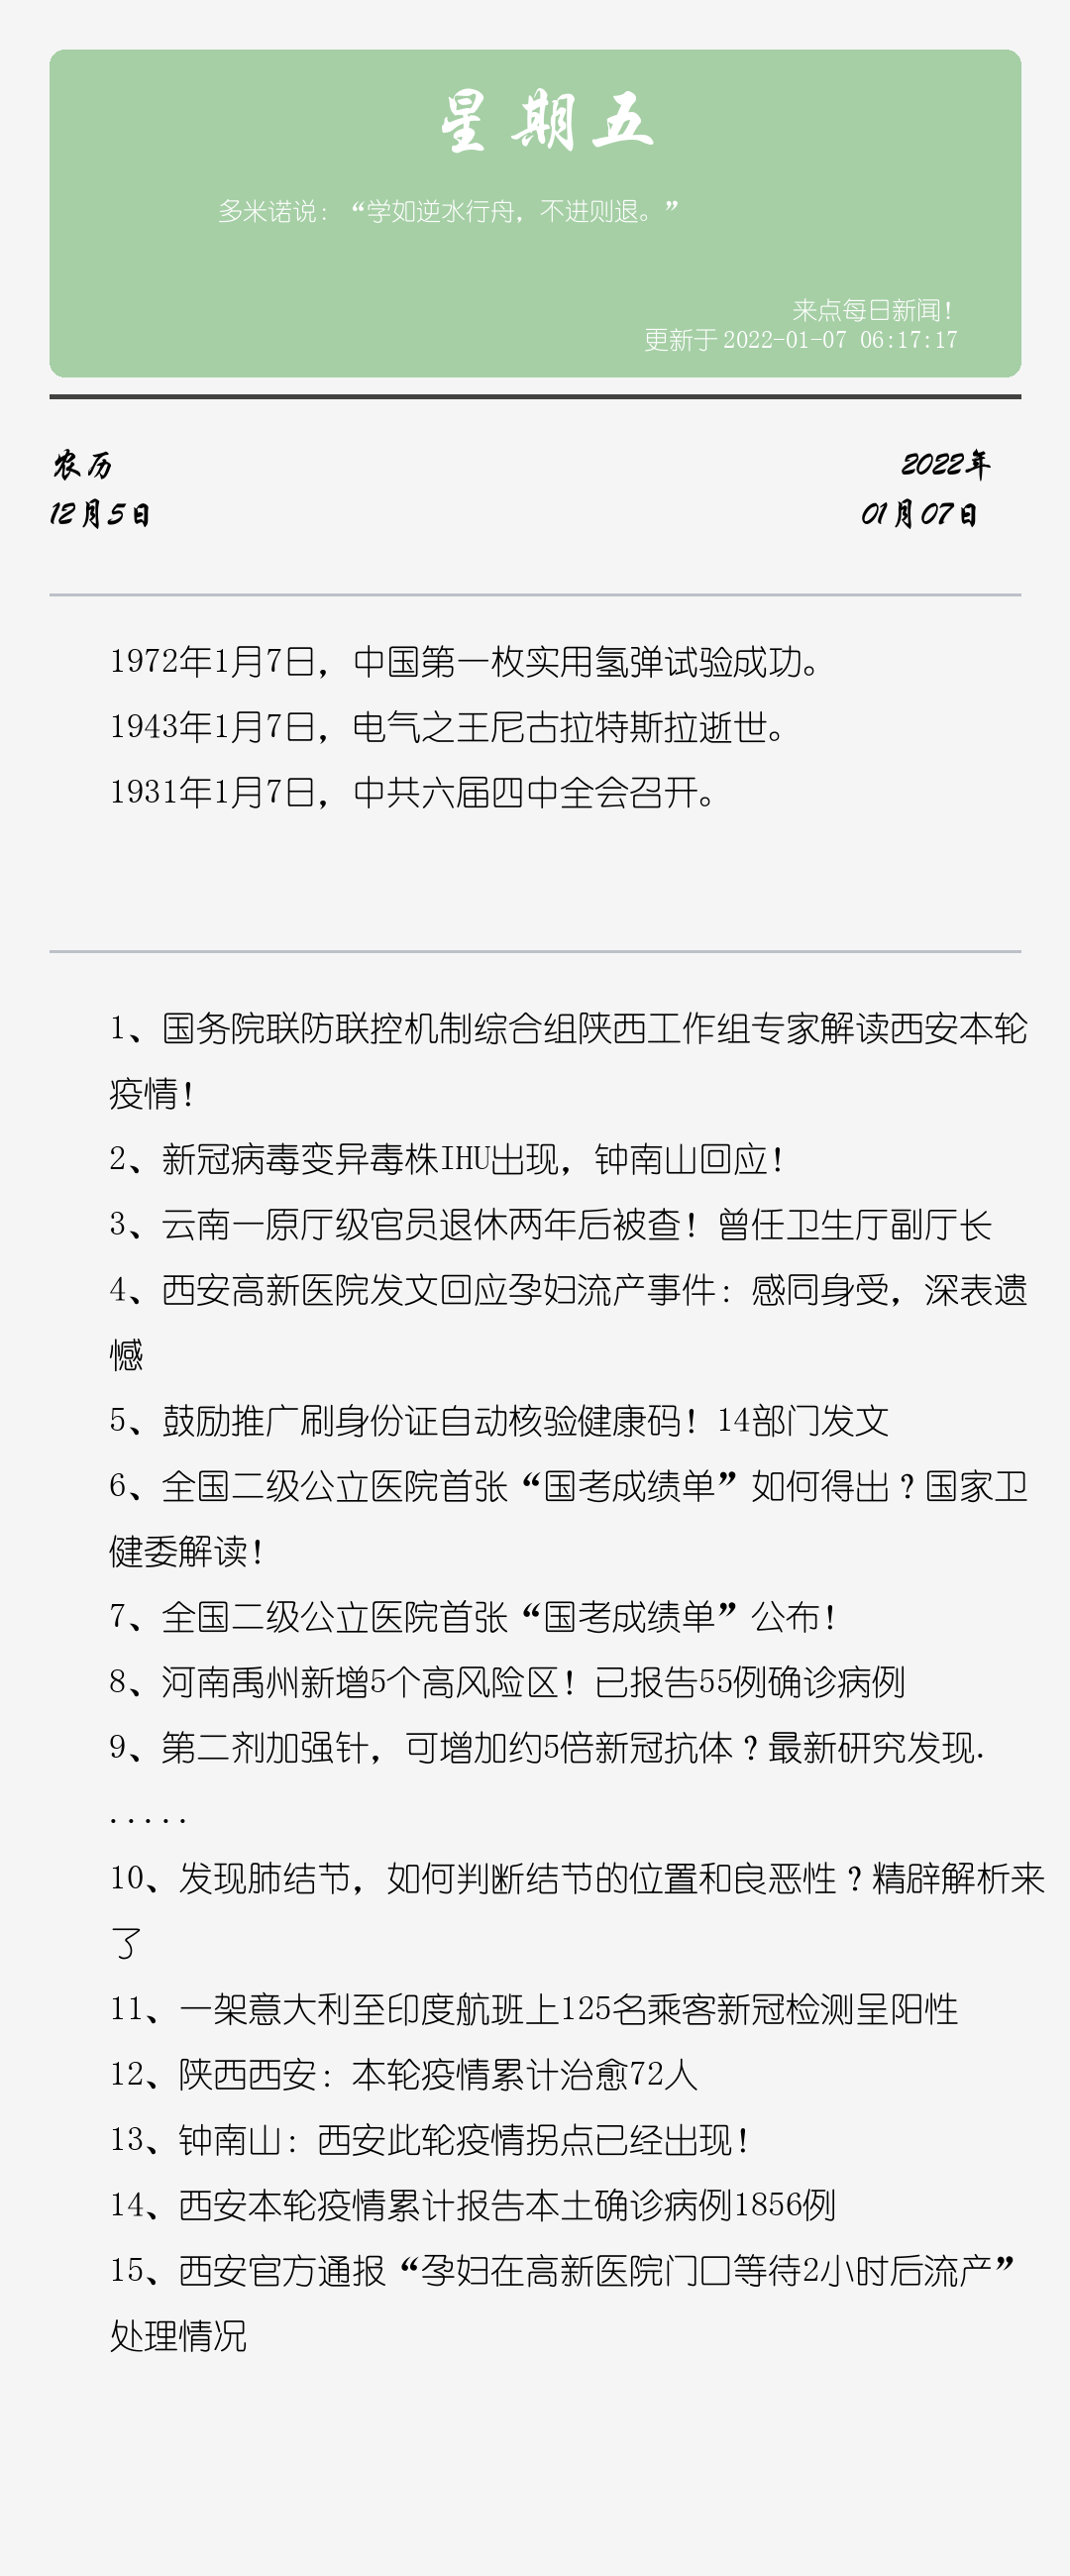 星期五
多米诺说：“学如逆水行舟，不进则退。”
来点每日新闻！
更新于 2022-01-07 06:17:17
农历
2022年
12月5日
01月07日
1972年1月7日，中国第一枚实用氢弹试验成功。
1943年1月7日，电气之王尼古拉特斯拉逝世。
1931年1月7日，中共六届四中全会召开。
1、国务院联防联控机制综合组陕西工作组专家解读西安本轮
疫情！
2、新冠病毒变异毒株IHU出现，钟南山回应！
3、云南一原厅级官员退休两年后被查！曾任卫生厅副厅长
4、西安高新医院发文回应孕妇流产事件：感同身受，深表遗
憾
5、鼓励推广刷身份证自动核验健康码！14部门发文
6、全国二级公立医院首张“国考成绩单”如何得出？国家卫
健委解读！
7、全国二级公立医院首张“国考成绩单”公布！
8、河南禹州新增5个高风险区！已报告55例确诊病例
9、第二剂加强针，可增加约5倍新冠抗体？最新研究发现.
.....
10、发现肺结节，如何判断结节的位置和良恶性？精辟解析来
了
11、一架意大利至印度航班上125名乘客新冠检测呈阳性
12、陕西西安：本轮疫情累计治愈72人
13、钟南山：西安此轮疫情拐点已经出现！
14、西安本轮疫情累计报告本土确诊病例1856例
15、西安官方通报“孕妇在高新医院门口等待2小时后流产”
处理情况